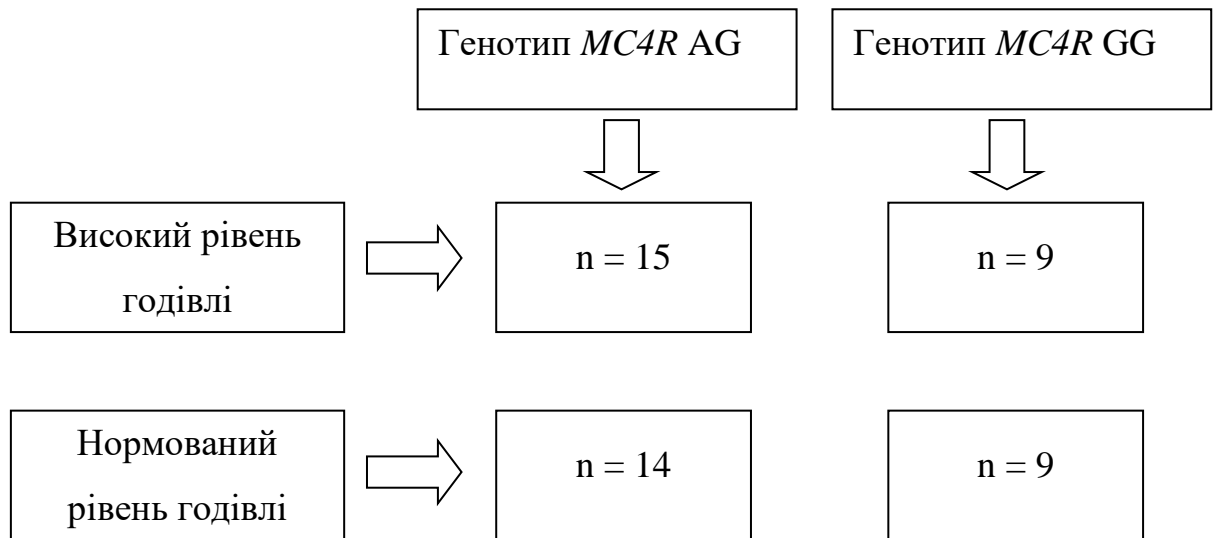 Генотип MC4R AG
Генотип MC4R GG
Високий рівень
годівлі
n = 15
n = 9
Нормований
рівень годівлі
n = 14
n = 9